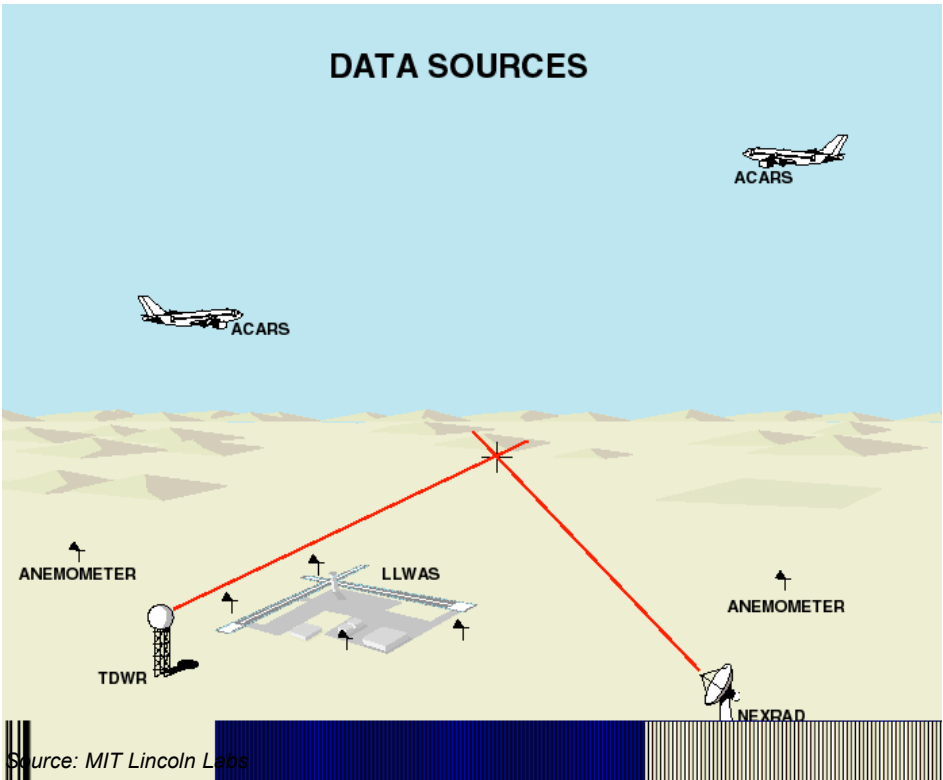 DATA SOURCES
ACARS
ACARS
ANEMOMETER
LLWAS
ANEMOMETER
TDWR
NEXRAD
Source: MIT Lincoln Labs